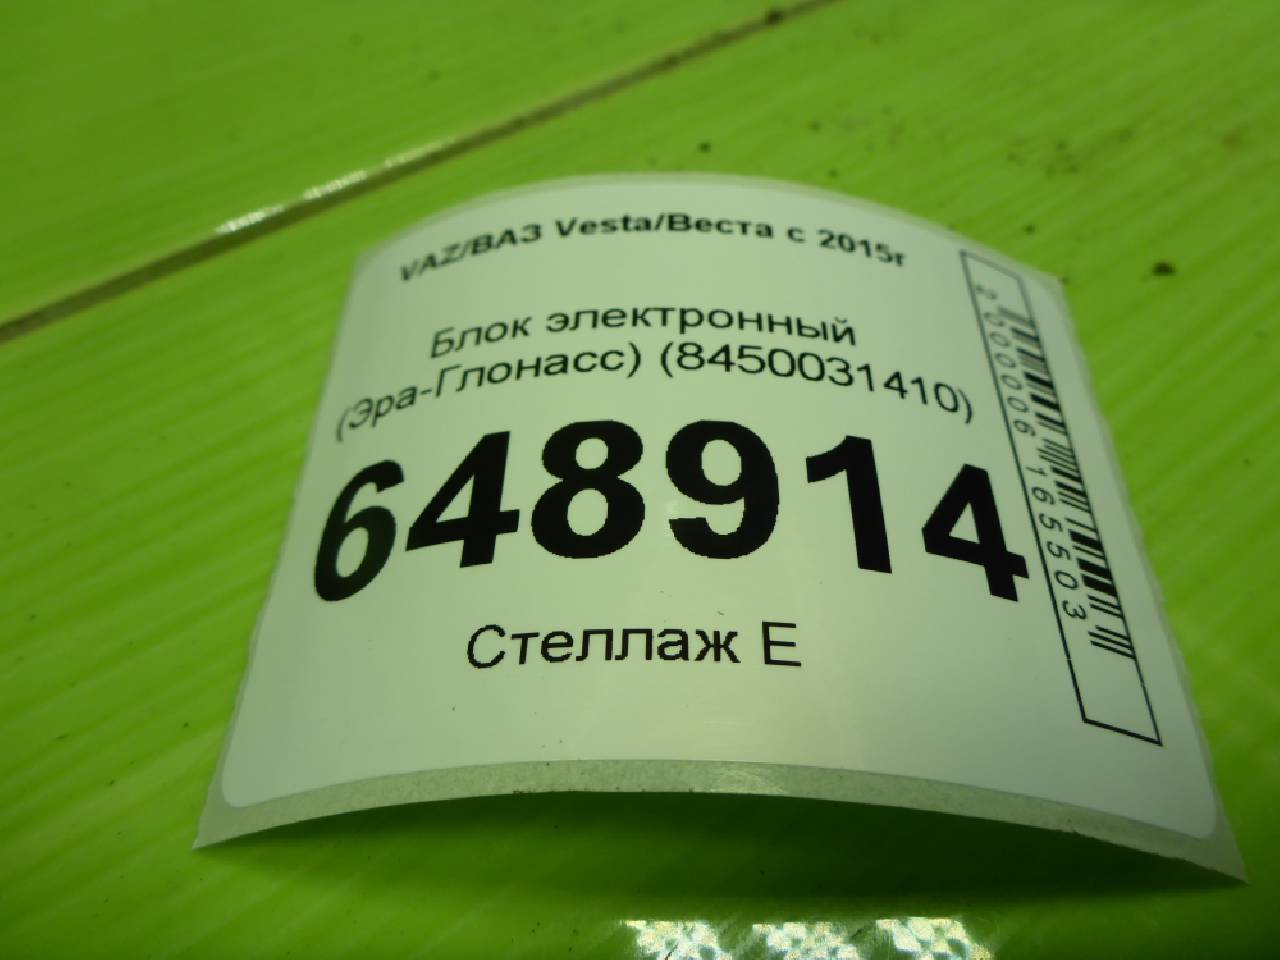 VAZ/ВАЗ Vesta/Веста с 2015г
Блок электронный
(Эра-Глонасс) (8450031410)
648914
Стеллаж Е
2000006165503